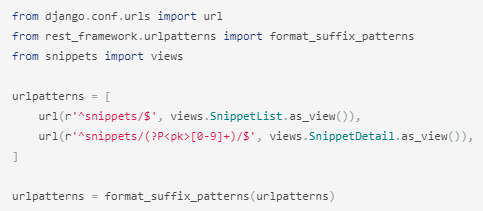 from django.conf.urls import url
from rest_framework.urlpatterns import format_suffix_patterns
from snippets import views

urlpatterns = [
    url(r'^snippets/$', views.SnippetList.as_view()),
    url(r'^snippets/(?P<pk>[0-9]+)/$', views.SnippetDetail.as_view()),
]

urlpatterns = format_suffix_patterns(urlpatterns)